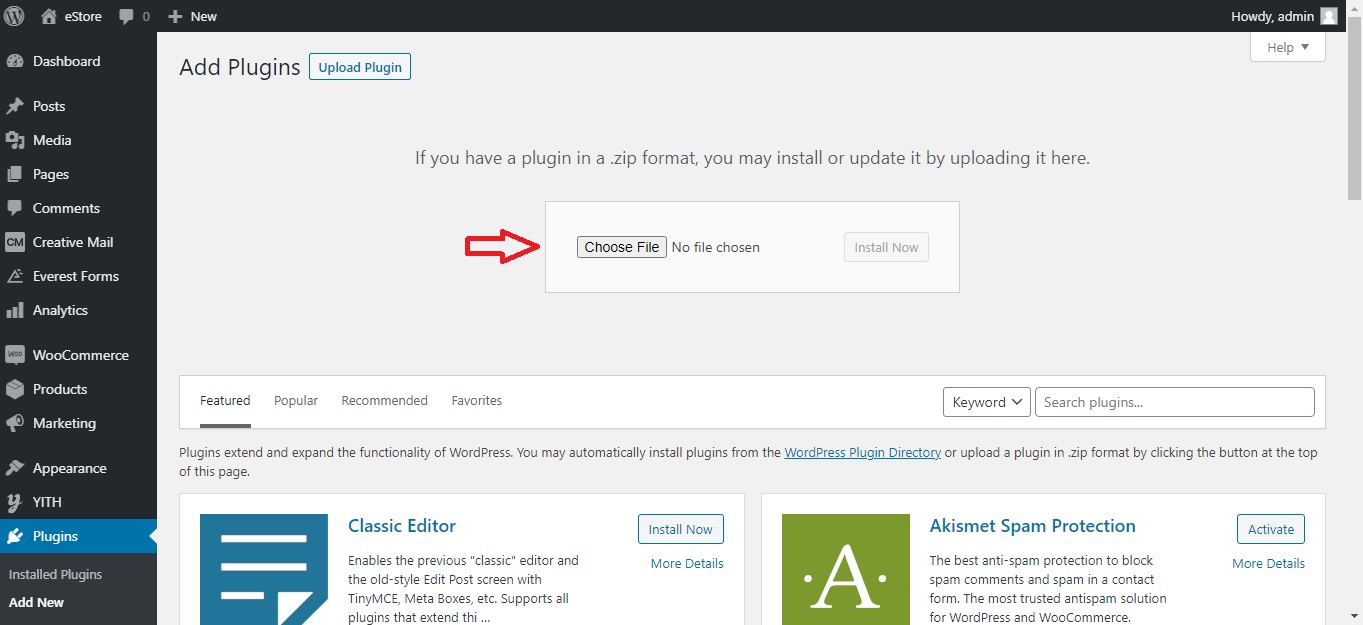 eStore 0 New Howdy, admin
Help
Dashboard
Posts
Media
Pages
Comments
CM Creative Mail
Everest Forms
Analytics
Woo WooCommerce
Products
Marketing
Appearance
YITH
Plugins
Installed Plugins
Add New
Add Plugins Upload Plugin
If you have a plugin in a .zip format, you may install or update it by uploading it here.
Choose File No file chosen Install Now
Featured Popular Recommended Favorites Keyword Search plugins...
Plugins extend and expand the functionality of WordPress. You may automatically install plugins from the WordPress Plugin Directory or upload a plugin in .zip format by clicking the button at the top
of this page.
Classic Editor Install Now
More Details
Enables the previous "classic" editor and
the old-style Edit Post screen with
TinyMCE, Meta Boxes, etc. Supports all
plugins that extend thi ...
A
Akismet Spam Protection Activate
More Details
The best anti-spam protection to block
spam comments and spam in a contact
form. The most trusted antispam solution
for WordPress and WooCommerce.